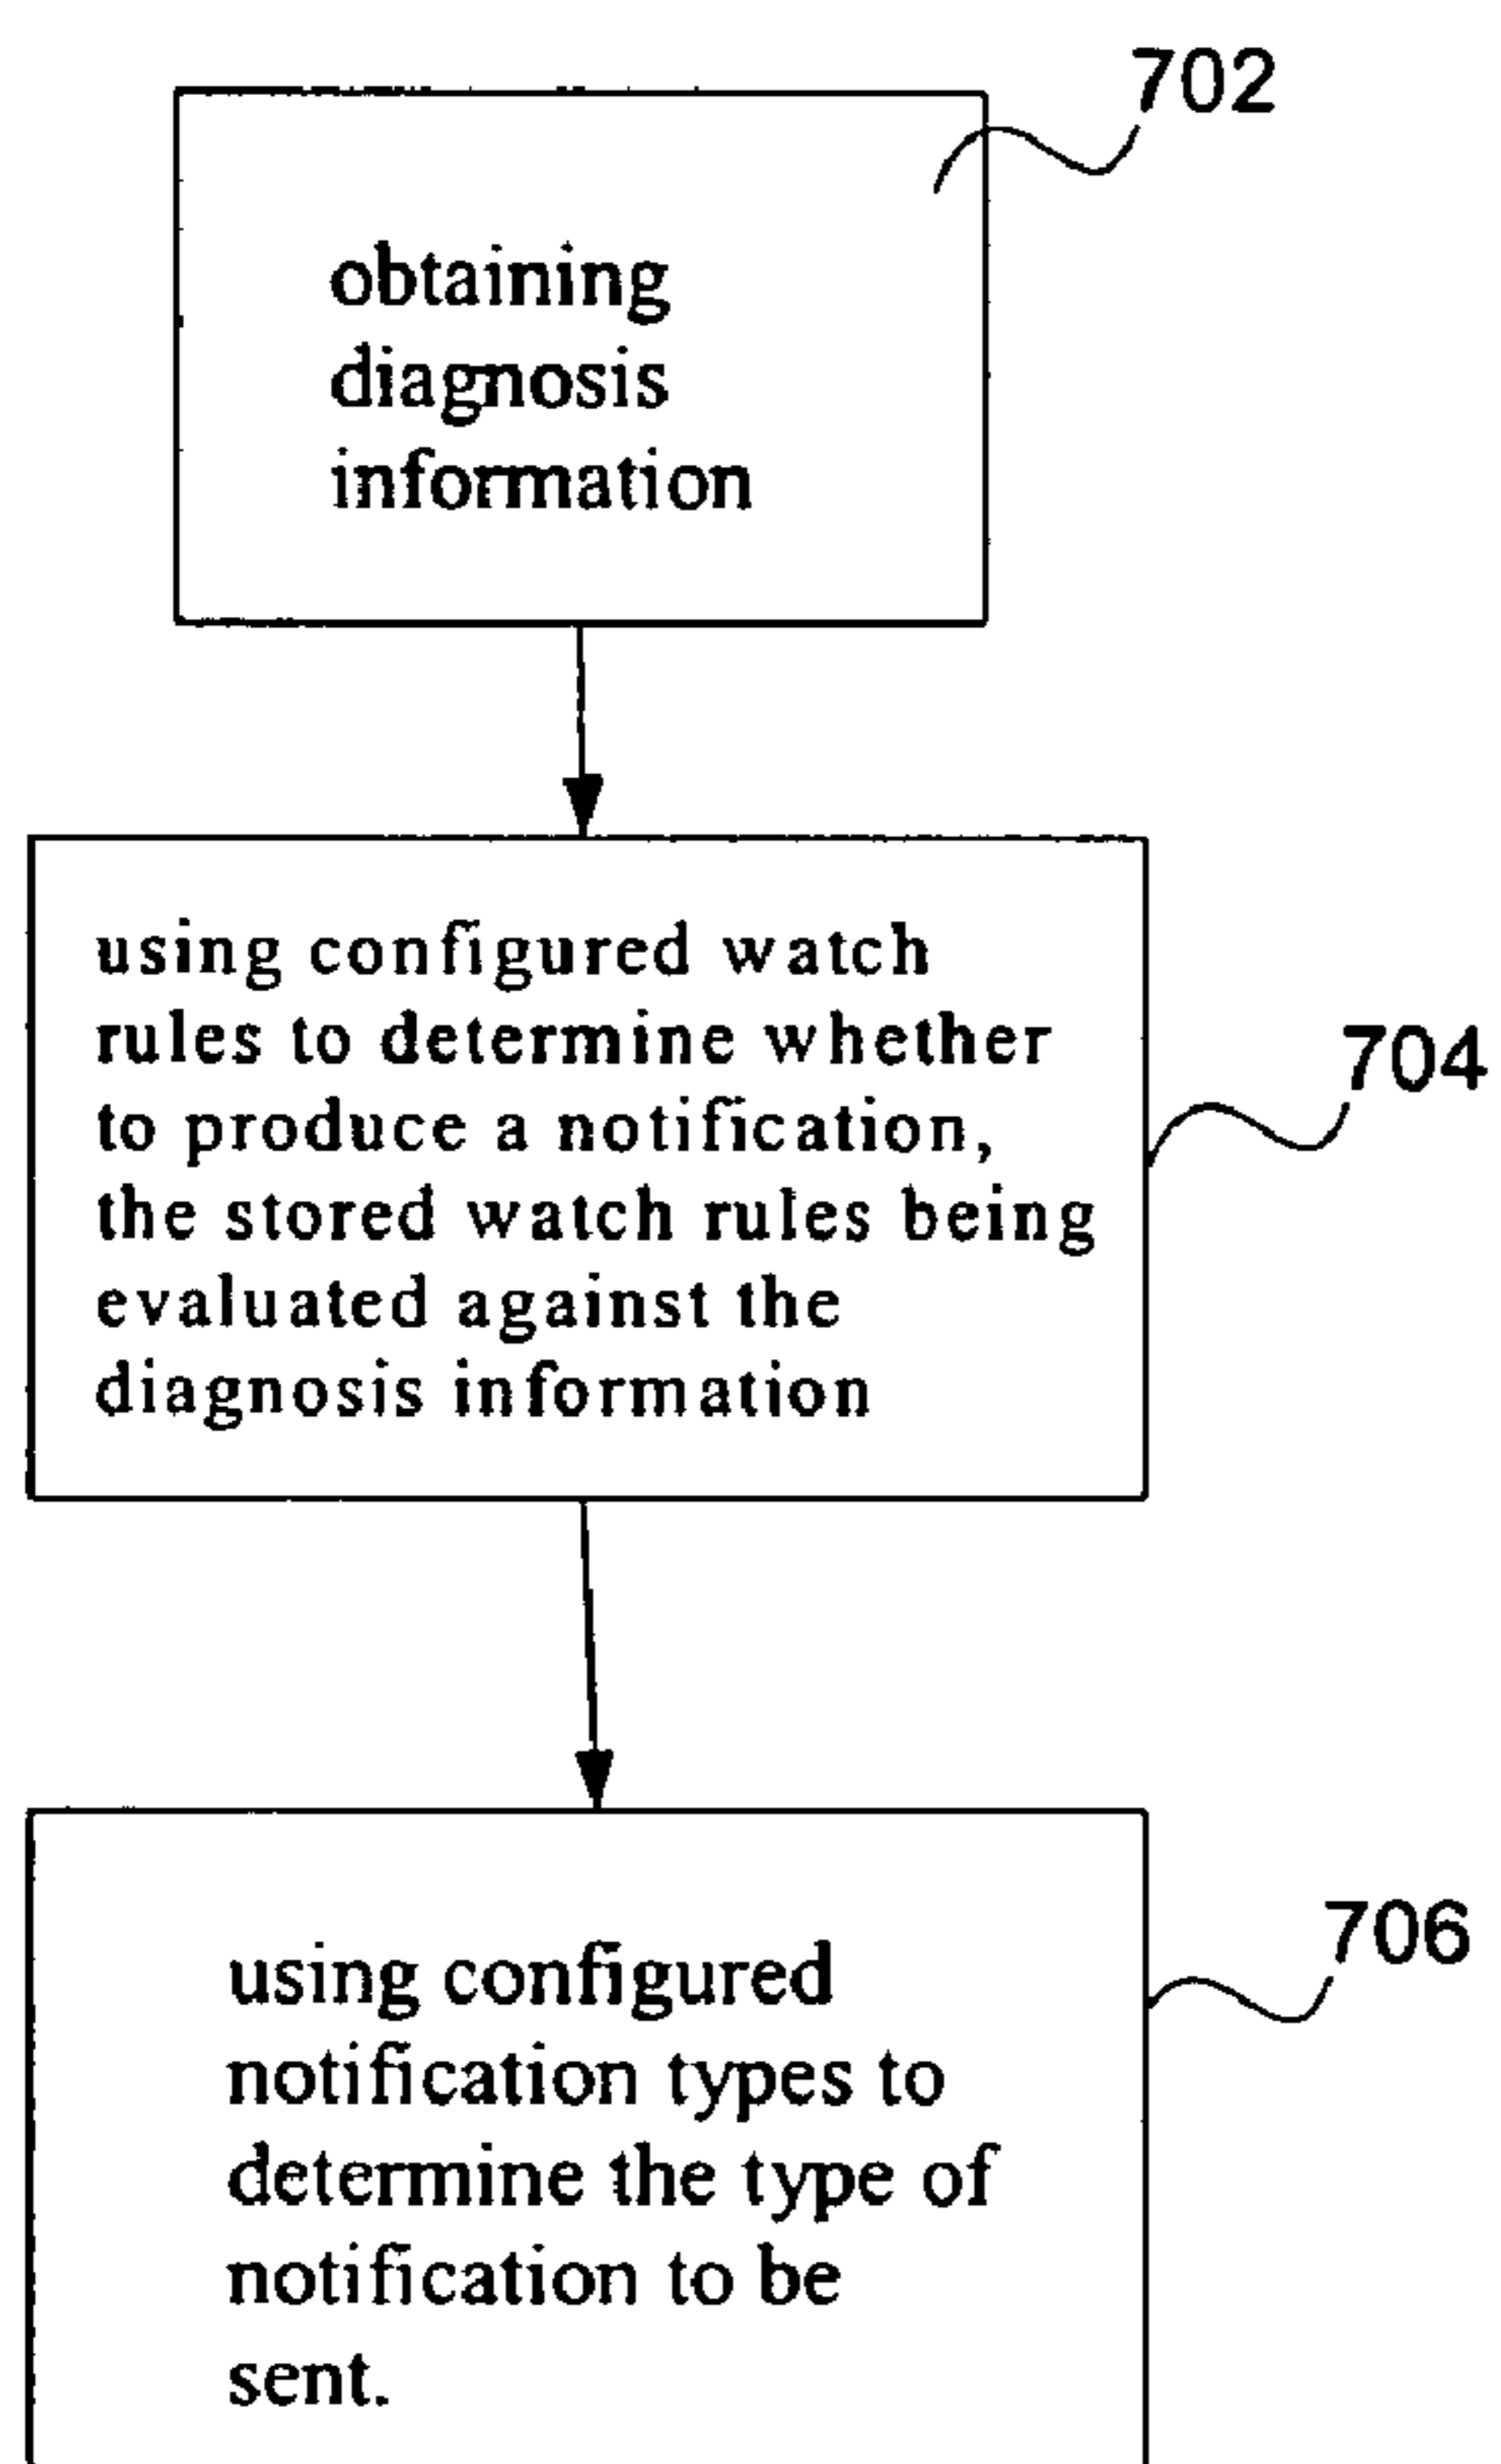 702
obtaining
diagnosis
information
using configured watch
rules to determine whether
to produce a notification,
the stored watch rules being
evaluated against the
diagnosis information
704
using configured
notification types to
determine the type of
notification to be
sent.
706